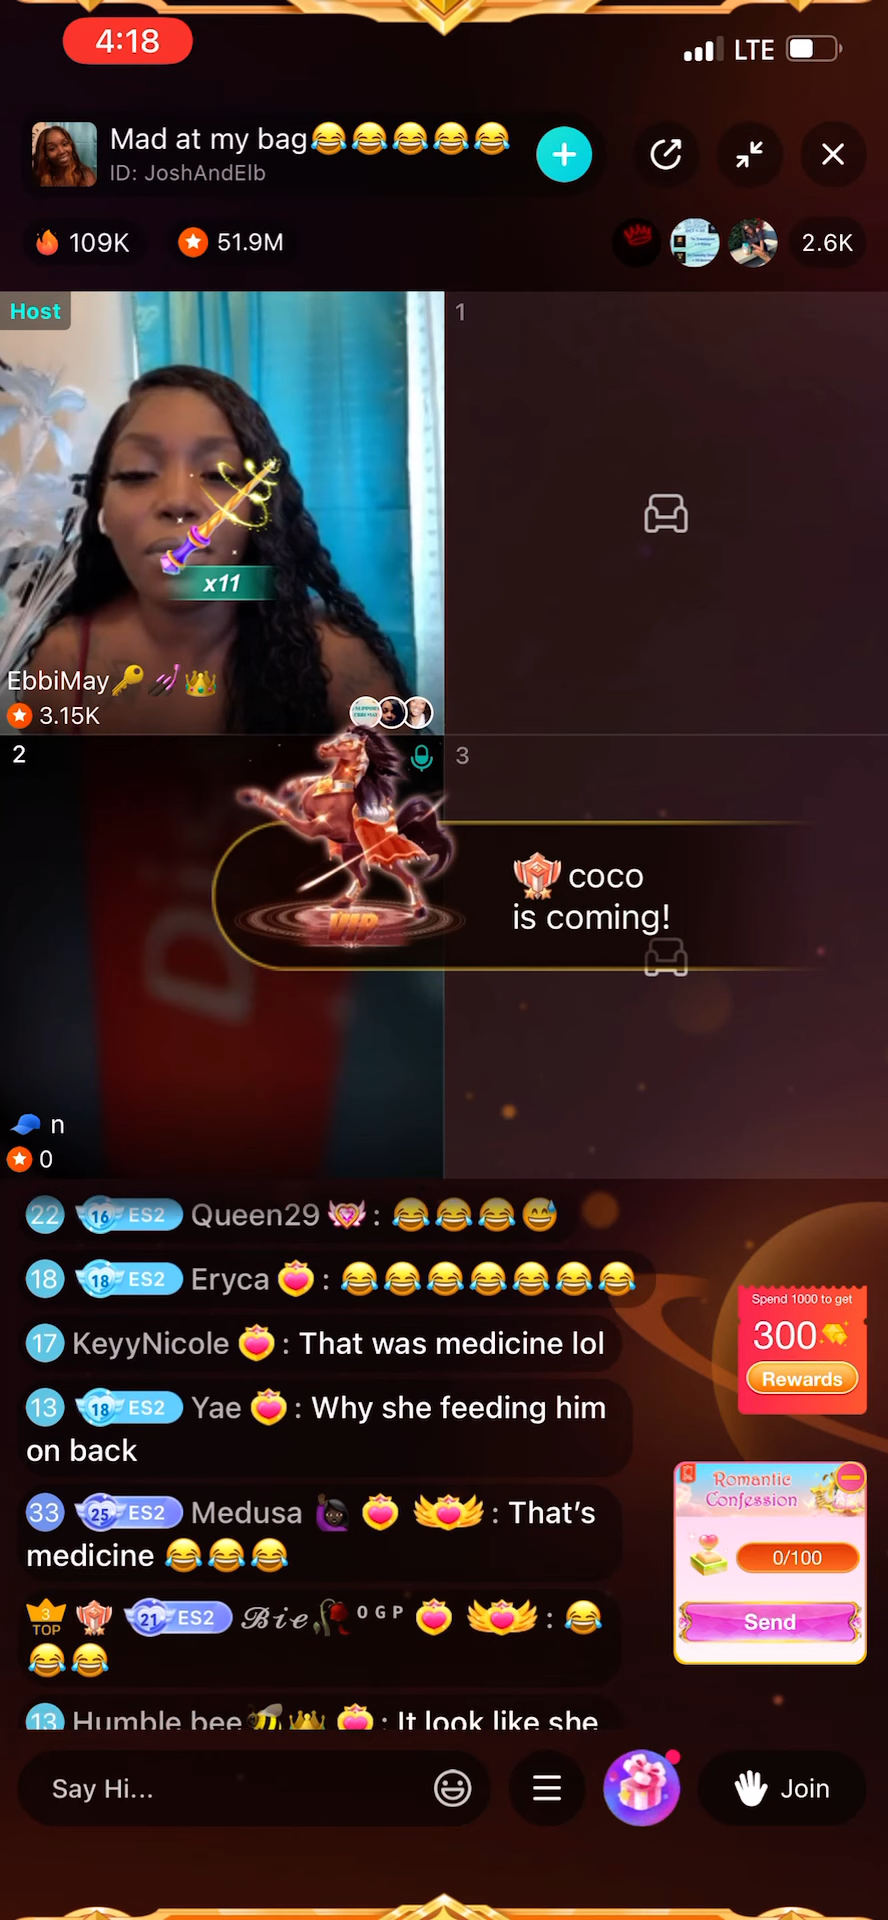 4:18
LTE
Mad at my bag😂😂😂😂😂
ID: JoshAndElb
109K
51.9M
2.6K
Host
1
x11
EbbiMay🔑💅👑
3.15K
2
3
VIP
coco
is coming!
n
0
22 16 ES2 Queen29 : 😂😂😂😅
18 18 ES2 Eryca : 😂😂😂😂😂😂😂
17 KeyyNicole : That was medicine lol
13 18 ES2 Yae : Why she feeding him
on back
33 25 ES2 Medusa 🙋🏿‍♀️ : That's
medicine 😂😂😂
3 TOP 21 ES2 𝓑𝓲𝓮🥀ᴼᴳᴾ : 😂
😂😂
13 Humble bee🐝👑 : It look like she
Spend 1000 to get
300
Rewards
Romantic
Confession
0/100
Send
Say Hi...
Join